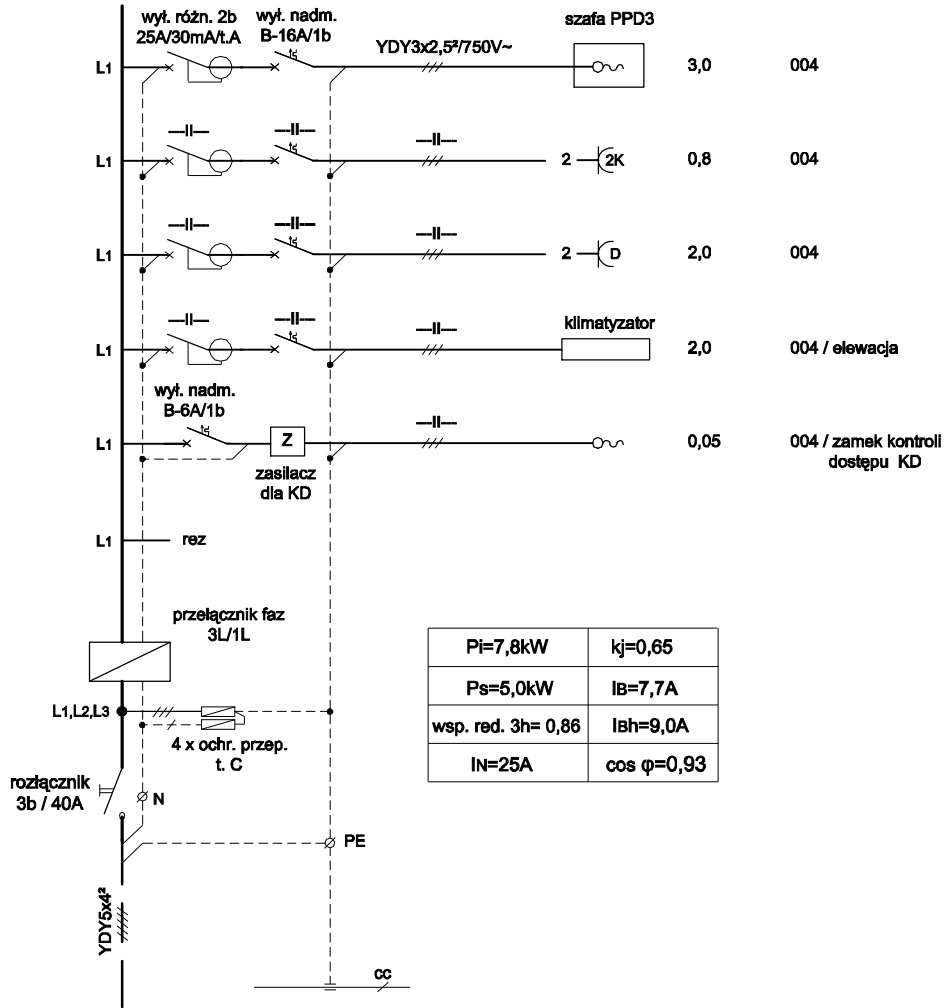 wył. różn. 2b
25A/30mA/t.A
wył. nadm.
B-16A/1b
YDY3x2,5²/750V~
szafa PPD3
L1
3,0
004
—II—
—II—
—II—
L1
2
2K
0,8
004
—II—
—II—
—II—
L1
2
D
2,0
004
—II—
—II—
—II—
klimatyzator
L1
2,0
004 / elewacja
wył. nadm.
B-6A/1b
—II—
L1
Z
0,05
004 / zamek kontroli
dostępu KD
zasilacz
dla KD
L1
rez
przełącznik faz
3L/1L
Pi=7,8kW
kj=0,65
Ps=5,0kW
IB=7,7A
wsp. red. 3h= 0,86
IBh=9,0A
IN=25A
cos φ=0,93
L1,L2,L3
4 x ochr. przep.
t. C
rozłącznik
3b / 40A
N
PE
YDY5x4²
cc